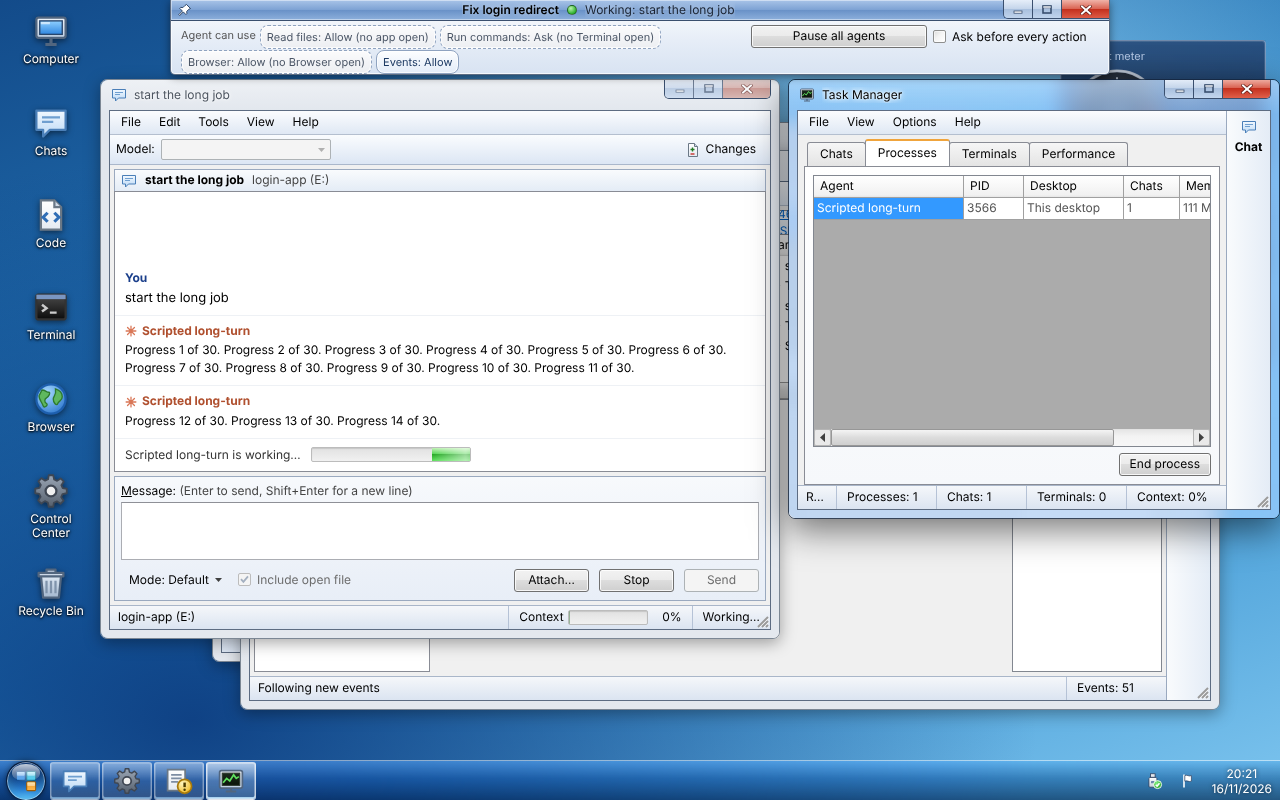 Fix login redirect Working: start the long job
Agent can use Read files: Allow (no app open) Run commands: Ask (no Terminal open)
Browser: Allow (no Browser open) Events: Allow
Pause all agents Ask before every action
meter
Computer
Chats
Code
Terminal
Browser
Control
Center
Recycle Bin
start the long job
File Edit Tools View Help
Model: Changes
start the long job login-app (E:)
You
start the long job
Scripted long-turn
Progress 1 of 30. Progress 2 of 30. Progress 3 of 30. Progress 4 of 30. Progress 5 of 30. Progress 6 of 30.
Progress 7 of 30. Progress 8 of 30. Progress 9 of 30. Progress 10 of 30. Progress 11 of 30.
Scripted long-turn
Progress 12 of 30. Progress 13 of 30. Progress 14 of 30.
Scripted long-turn is working...
Message: (Enter to send, Shift+Enter for a new line)
Mode: Default Include open file Attach... Stop Send
login-app (E:) Context 0% Working...
Task Manager
File View Options Help
Chats Processes Terminals Performance
Agent PID Desktop Chats Mem
Scripted long-turn 3566 This desktop 1 111 M
End process
R... Processes: 1 Chats: 1 Terminals: 0 Context: 0%
Chat
Following new events Events: 51
20:21
16/11/2026